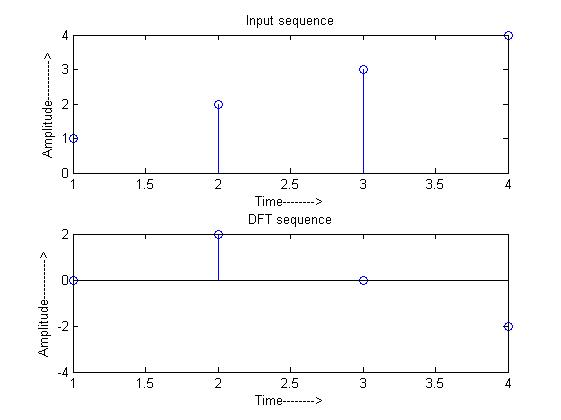 Input sequence
Amplitude---------->
4
3
2
1
0
1 1.5 2 2.5 3 3.5 4
Time-------->
DFT sequence
Amplitude---------->
2
0
-2
-4
1 1.5 2 2.5 3 3.5 4
Time-------->